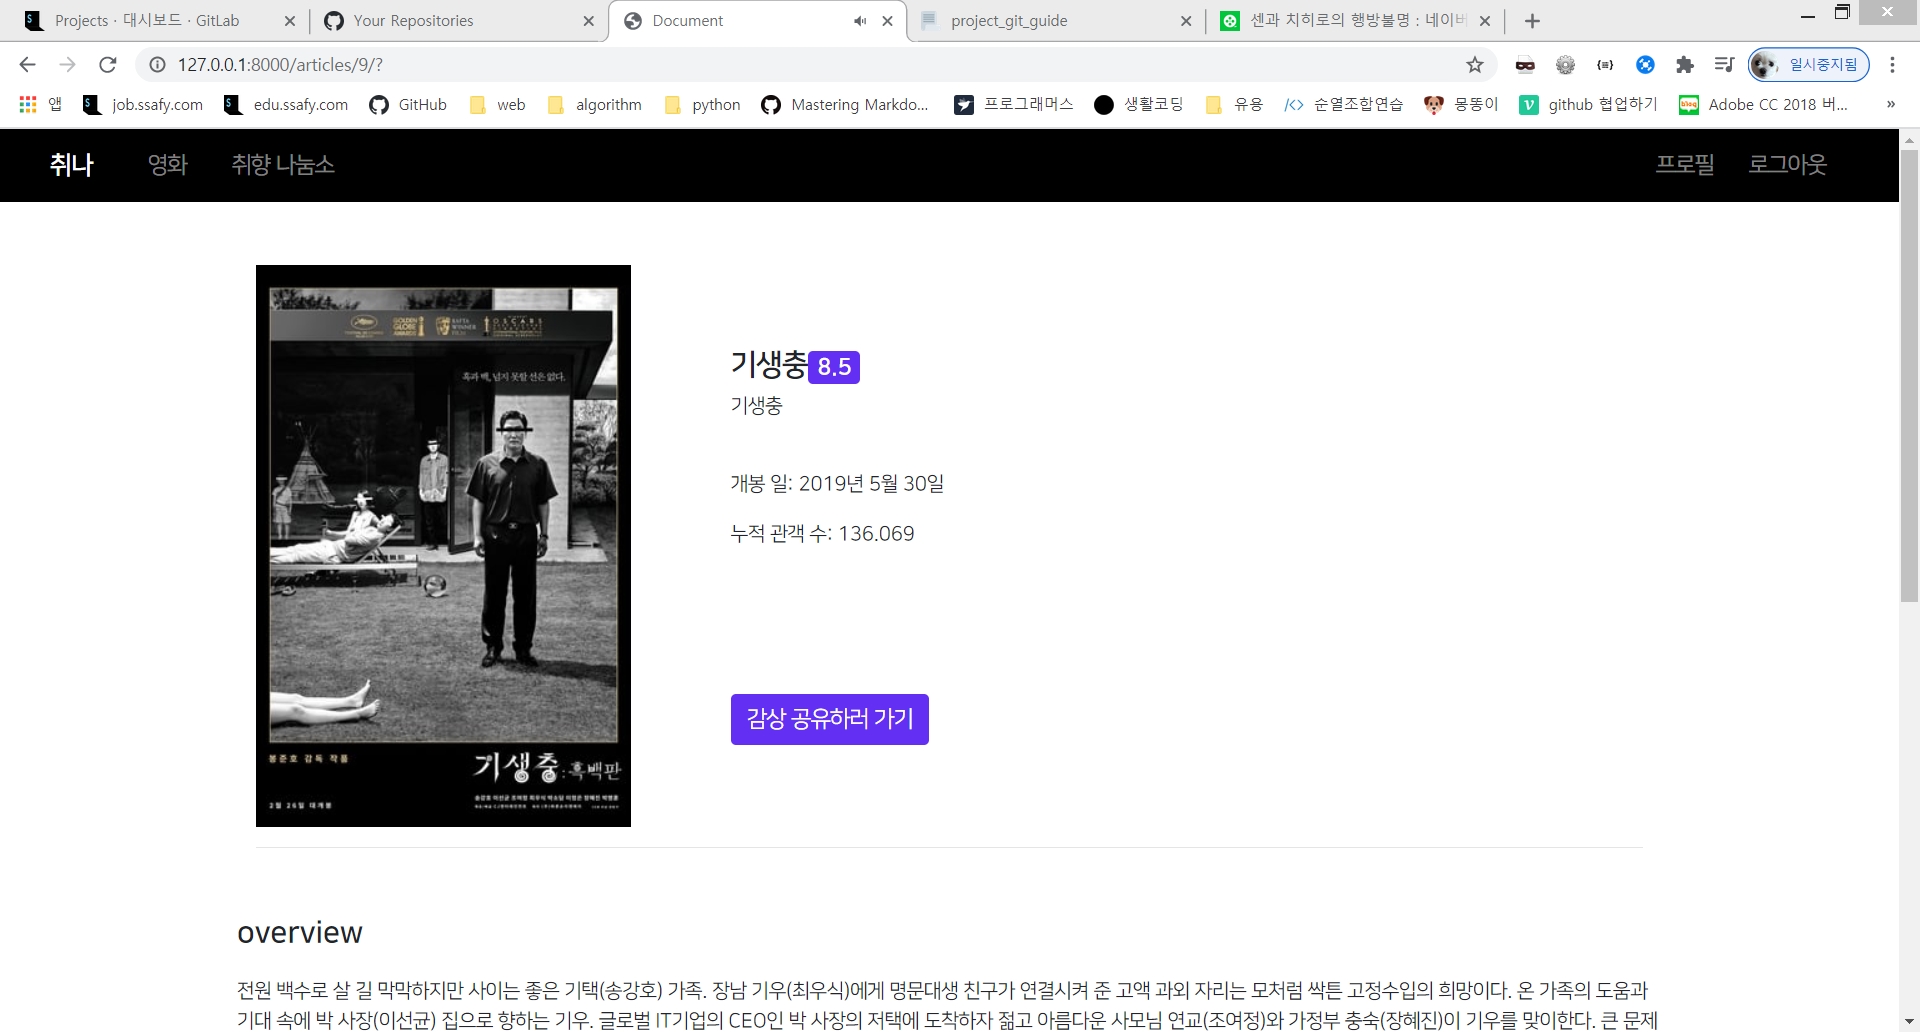 Projects · 대시보드 · GitLab
Your Repositories
Document
project_git_guide
센과 치히로의 행방불명 : 네이버
127.0.0.1:8000/articles/9/?
일시중지됨
앱
job.ssafy.com
edu.ssafy.com
GitHub
web
algorithm
python
Mastering Markdo...
프로그래머스
생활코딩
유용
순열조합연습
몽똥이
github 협업하기
Adobe CC 2018 버...
»
취나
영화
취향 나눔소
프로필
로그아웃
GOLDEN GLOBE AWARDS
BAFTA WINNER FILM
OSCARS
흑과 백, 넘지 못할 선은 없다.
봉준호 감독 작품
기생충:흑백판
2월 26일 대개봉
기생충 8.5
기생충
개봉 일: 2019년 5월 30일
누적 관객 수: 136.069
감상 공유하러 가기
overview
전원 백수로 살 길 막막하지만 사이는 좋은 기택(송강호) 가족. 장남 기우(최우식)에게 명문대생 친구가 연결시켜 준 고액 과외 자리는 모처럼 싹튼 고정수입의 희망이다. 온 가족의 도움과
기대 속에 박 사장(이선균) 집으로 향하는 기우. 글로벌 IT기업의 CEO인 박 사장의 저택에 도착하자 젊고 아름다운 사모님 연교(조여정)와 가정부 충숙(장혜진)이 기우를 맞이한다. 큰 문제